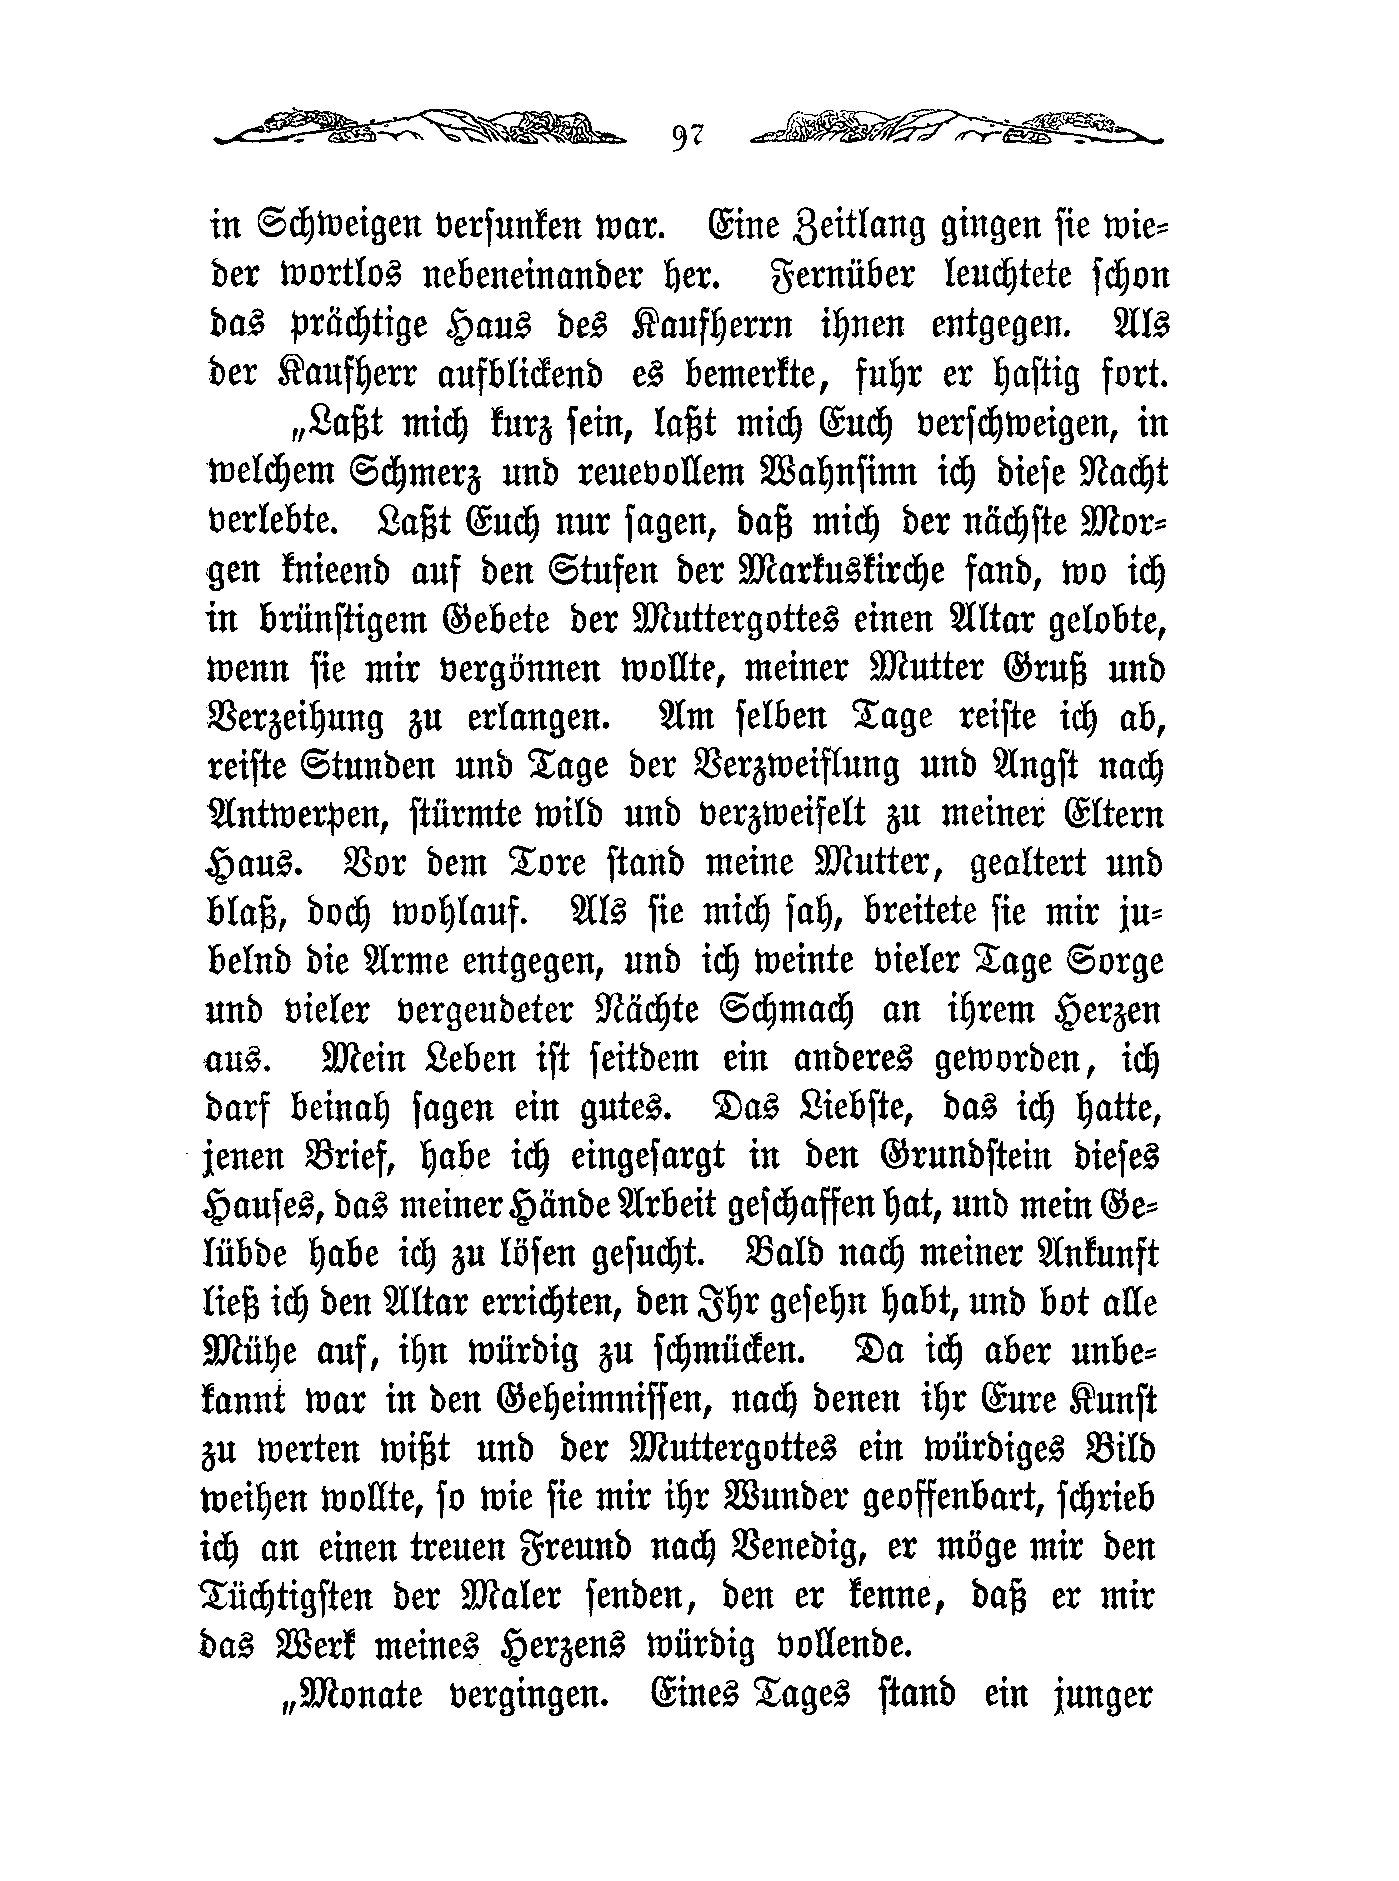 97
in Schweigen versunken war. Eine Zeitlang gingen sie wie-
der wortlos nebeneinander her. Fernüber leuchtete schon
das prächtige Haus des Kaufherrn ihnen entgegen. Als
der Kaufherr aufblickend es bemerkte, fuhr er hastig fort.
„Laßt mich kurz sein, laßt mich Euch verschweigen, in
welchem Schmerz und reuevollem Wahnsinn ich diese Nacht
verlebte. Laßt Euch nur sagen, daß mich der nächste Mor-
gen knieend auf den Stufen der Markuskirche fand, wo ich
in brünstigem Gebete der Muttergottes einen Altar gelobte,
wenn sie mir vergönnen wollte, meiner Mutter Gruß und
Verzeihung zu erlangen. Am selben Tage reiste ich ab,
reiste Stunden und Tage der Verzweiflung und Angst nach
Antwerpen, stürmte wild und verzweifelt zu meiner Eltern
Haus. Vor dem Tore stand meine Mutter, gealtert und
blaß, doch wohlauf. Als sie mich sah, breitete sie mir ju-
belnd die Arme entgegen, und ich weinte vieler Tage Sorge
und vieler vergeudeter Nächte Schmach an ihrem Herzen
aus. Mein Leben ist seitdem ein anderes geworden, ich
darf beinah sagen ein gutes. Das Liebste, das ich hatte,
jenen Brief, habe ich eingesargt in den Grundstein dieses
Hauses, das meiner Hände Arbeit geschaffen hat, und mein Ge-
lübde habe ich zu lösen gesucht. Bald nach meiner Ankunft
ließ ich den Altar errichten, den Ihr gesehn habt, und bot alle
Mühe auf, ihn würdig zu schmücken. Da ich aber unbe-
kannt war in den Geheimnissen, nach denen ihr Eure Kunst
zu werten wißt und der Muttergottes ein würdiges Bild
weihen wollte, so wie sie mir ihr Wunder geoffenbart, schrieb
ich an einen treuen Freund nach Venedig, er möge mir den
Tüchtigsten der Maler senden, den er kenne, daß er mir
das Werk meines Herzens würdig vollende.
„Monate vergingen. Eines Tages stand ein junger